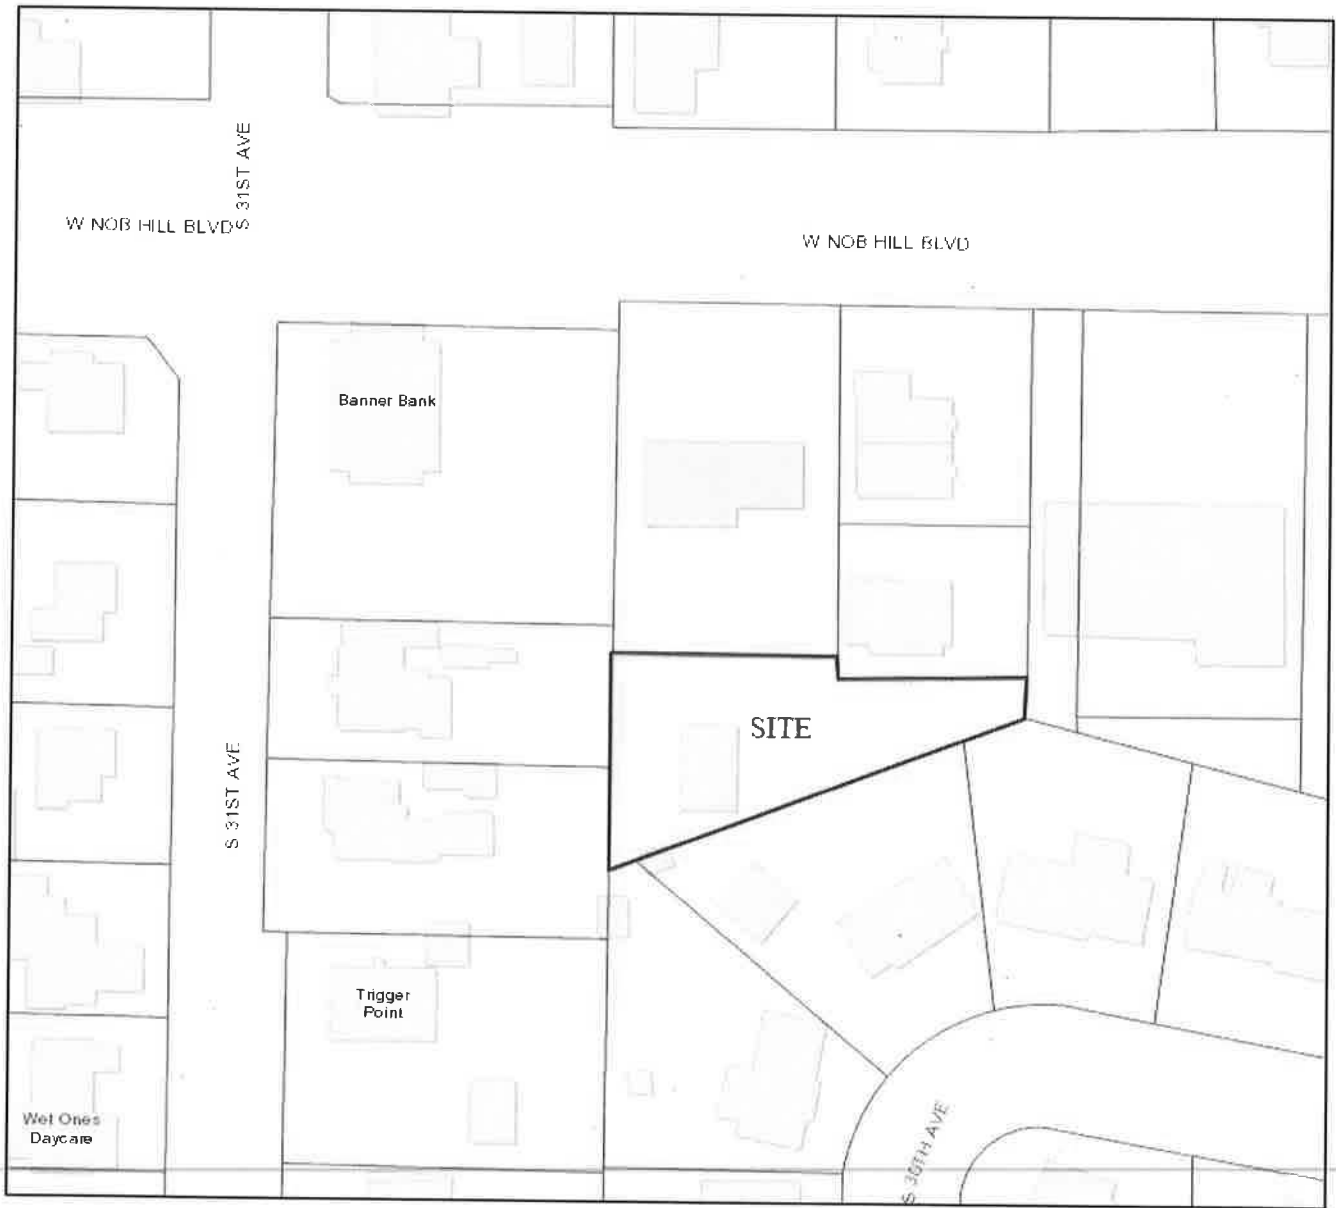 S 31ST AVE
W NOB HILL BLVD
W NOB HILL BLVD
Banner Bank
SITE
S 31ST AVE
Trigger
Point
Wet Ones
Daycare
S 30TH AVE